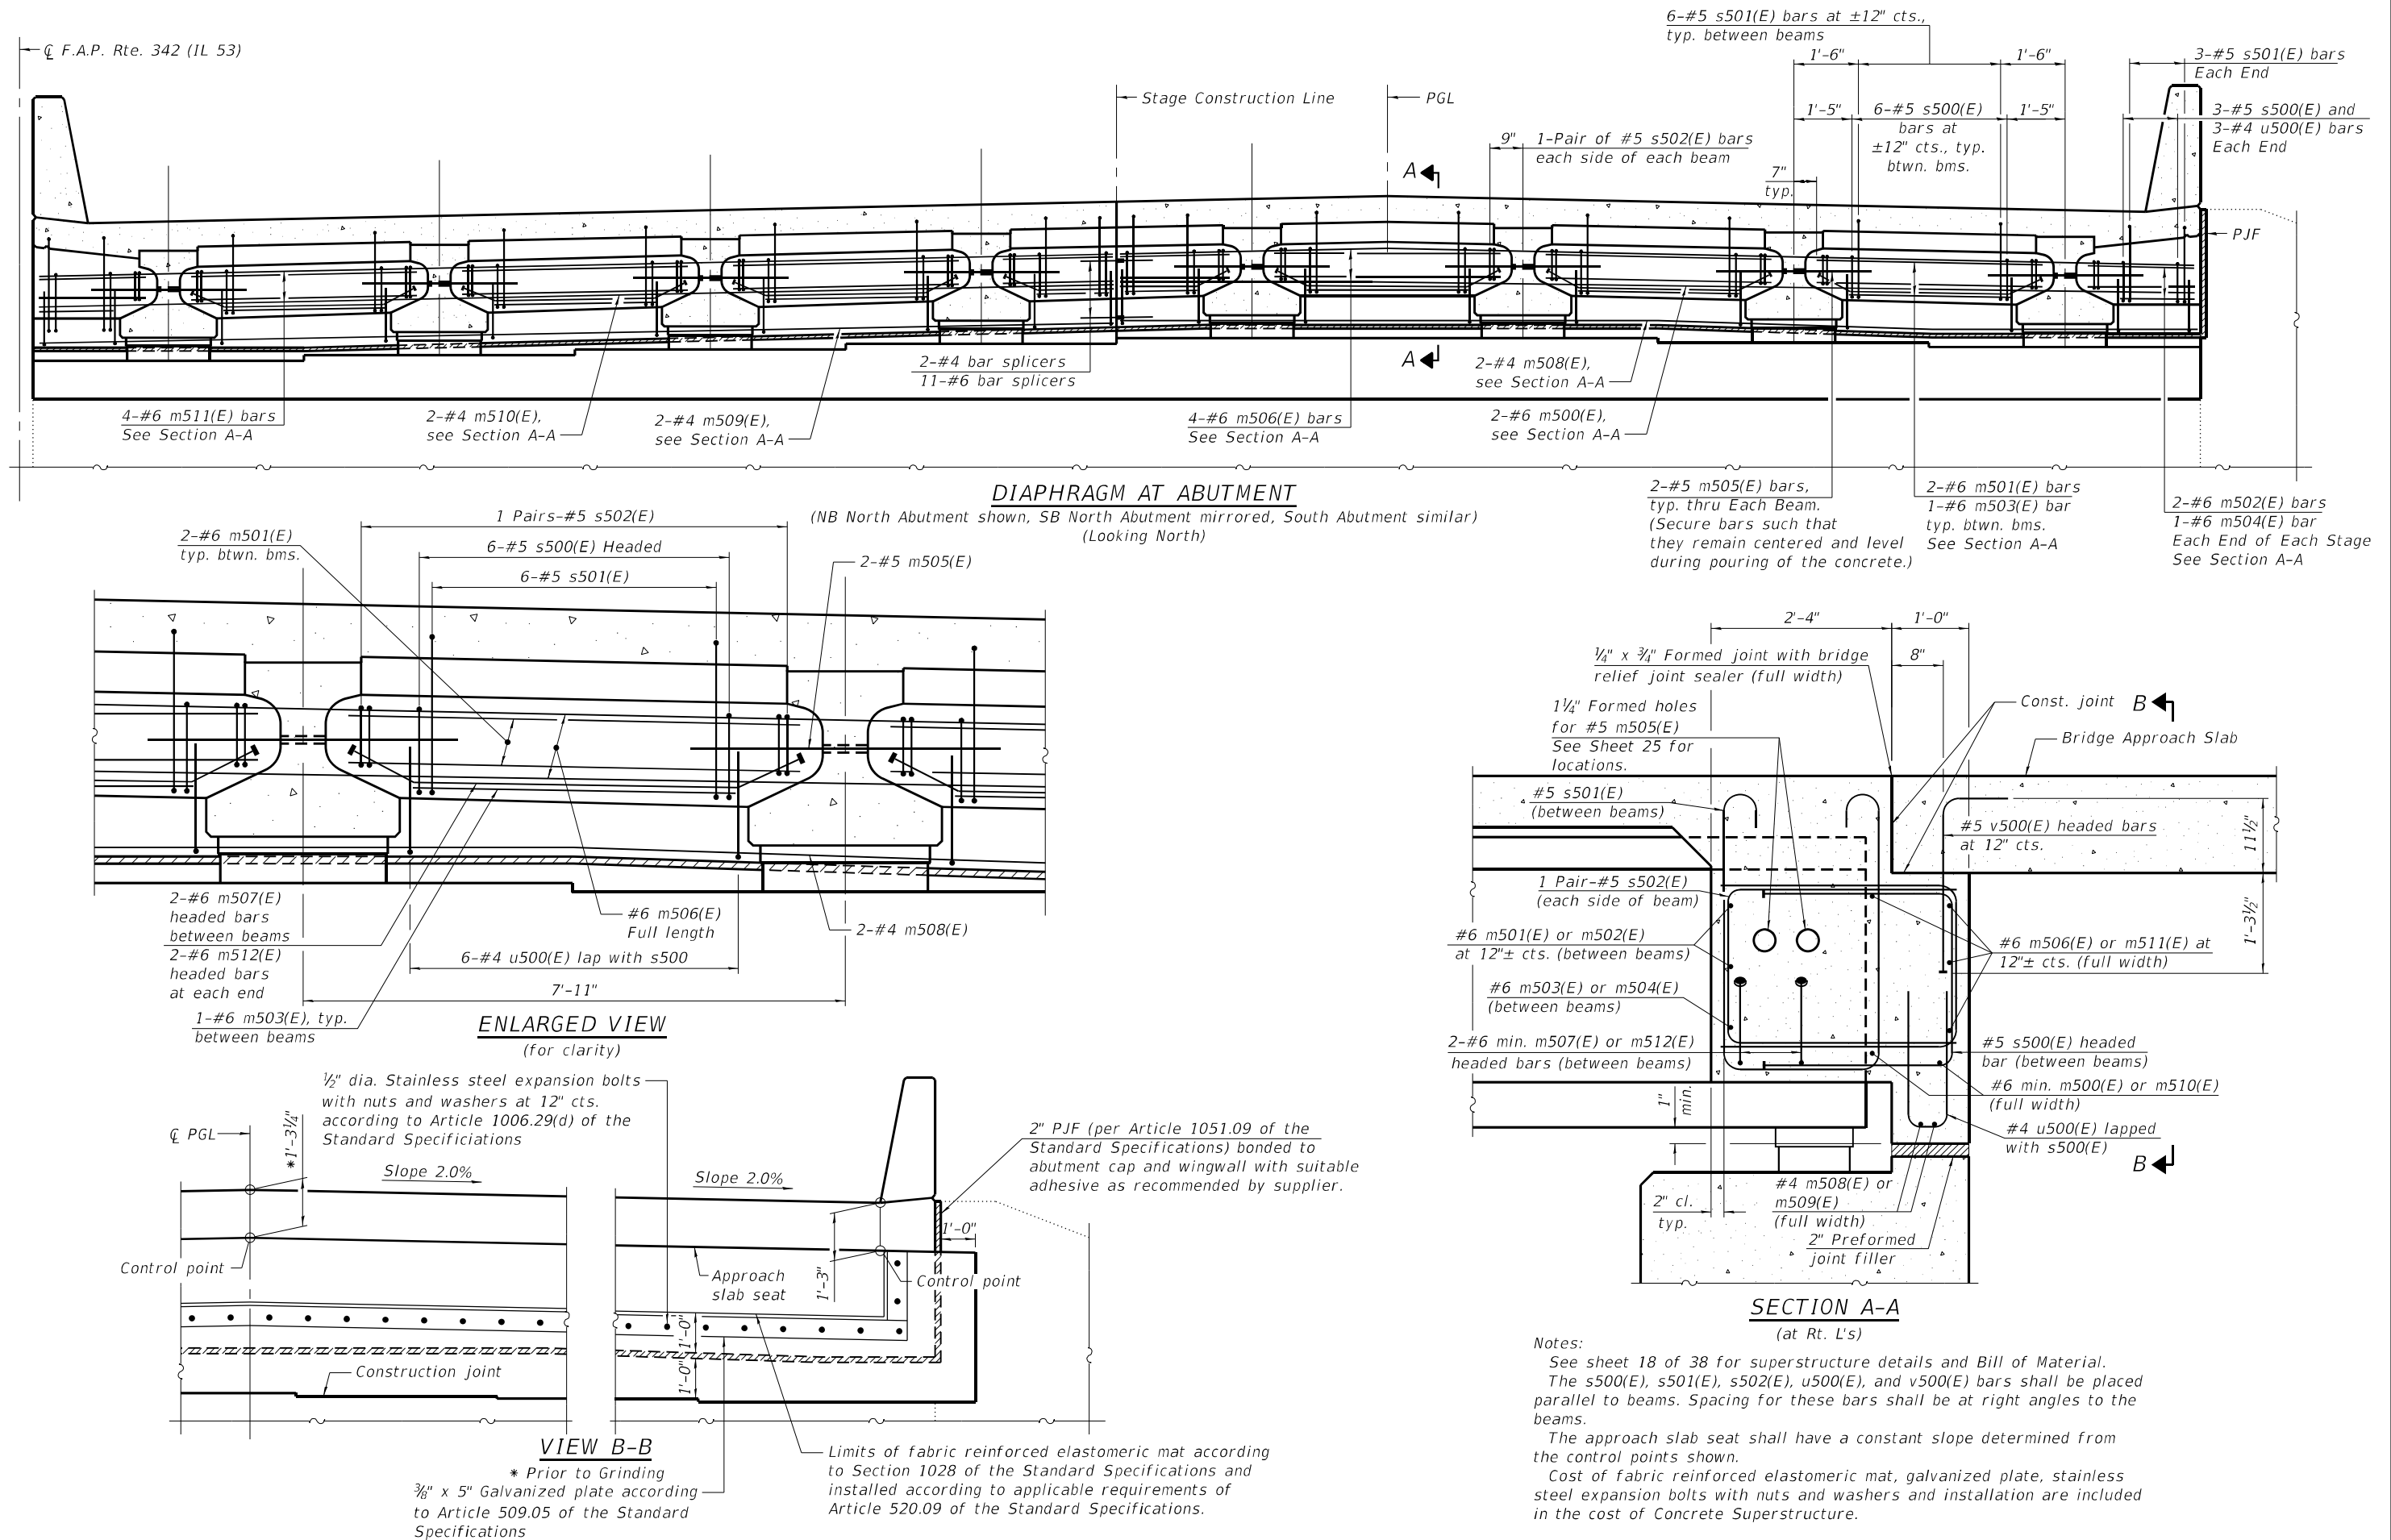 ℄ F.A.P. Rte. 342 (IL 53)
Stage Construction Line
PGL
6-#5 s501(E) bars at ±12" cts.,
typ. between beams
1'-6"
1'-6"
3-#5 s501(E) bars
Each End
1'-5"
6-#5 s500(E)
bars at
±12" cts., typ.
btwn. bms.
1'-5"
3-#5 s500(E) and
3-#4 u500(E) bars
Each End
9"
1-Pair of #5 s502(E) bars
each side of each beam
A
7"
typ.
PJF
A
4-#6 m511(E) bars
See Section A-A
2-#4 m510(E),
see Section A-A
2-#4 m509(E),
see Section A-A
2-#4 bar splicers
11-#6 bar splicers
4-#6 m506(E) bars
See Section A-A
2-#4 m508(E),
see Section A-A
2-#6 m500(E),
see Section A-A
2-#5 m505(E) bars,
typ. thru Each Beam.
(Secure bars such that
they remain centered and level
during pouring of the concrete.)
2-#6 m501(E) bars
1-#6 m503(E) bar
typ. btwn. bms.
See Section A-A
2-#6 m502(E) bars
1-#6 m504(E) bar
Each End of Each Stage
See Section A-A
DIAPHRAGM AT ABUTMENT
(NB North Abutment shown, SB North Abutment mirrored, South Abutment similar)
(Looking North)
2-#6 m501(E)
typ. btwn. bms.
1 Pairs-#5 s502(E)
6-#5 s500(E) Headed
6-#5 s501(E)
2-#5 m505(E)
2-#6 m507(E)
headed bars
between beams
2-#6 m512(E)
headed bars
at each end
1-#6 m503(E), typ.
between beams
#6 m506(E)
Full length
2-#4 m508(E)
6-#4 u500(E) lap with s500
7'-11"
ENLARGED VIEW
(for clarity)
2'-4"
1'-0"
8"
¼" x ¾" Formed joint with bridge
relief joint sealer (full width)
1¼" Formed holes
for #5 m505(E)
See Sheet 25 for
locations.
Const. joint
B
Bridge Approach Slab
#5 s501(E)
(between beams)
#5 v500(E) headed bars
at 12" cts.
11½"
1 Pair-#5 s502(E)
(each side of beam)
1'-3½"
#6 m501(E) or m502(E)
at 12"± cts. (between beams)
#6 m506(E) or m511(E) at
12"± cts. (full width)
#6 m503(E) or m504(E)
(between beams)
2-#6 min. m507(E) or m512(E)
headed bars (between beams)
#5 s500(E) headed
bar (between beams)
#6 min. m500(E) or m510(E)
(full width)
1"
min.
#4 u500(E) lapped
with s500(E)
B
#4 m508(E) or
m509(E)
(full width)
2" cl.
typ.
2" Preformed
joint filler
SECTION A-A
(at Rt. L's)
½" dia. Stainless steel expansion bolts
with nuts and washers at 12" cts.
according to Article 1006.29(d) of the
Standard Specificiations
℄ PGL
*1'-3¼"
Slope 2.0%
Slope 2.0%
2" PJF (per Article 1051.09 of the
Standard Specifications) bonded to
abutment cap and wingwall with suitable
adhesive as recommended by supplier.
1'-0"
Control point
Approach
slab seat
1'-3"
Control point
1'-0"
1'-0"
Construction joint
VIEW B-B
* Prior to Grinding
⅜" x 5" Galvanized plate according
to Article 509.05 of the Standard
Specifications
Limits of fabric reinforced elastomeric mat according
to Section 1028 of the Standard Specifications and
installed according to applicable requirements of
Article 520.09 of the Standard Specifications.
Notes:
See sheet 18 of 38 for superstructure details and Bill of Material.
The s500(E), s501(E), s502(E), u500(E), and v500(E) bars shall be placed
parallel to beams. Spacing for these bars shall be at right angles to the
beams.
The approach slab seat shall have a constant slope determined from
the control points shown.
Cost of fabric reinforced elastomeric mat, galvanized plate, stainless
steel expansion bolts with nuts and washers and installation are included
in the cost of Concrete Superstructure.